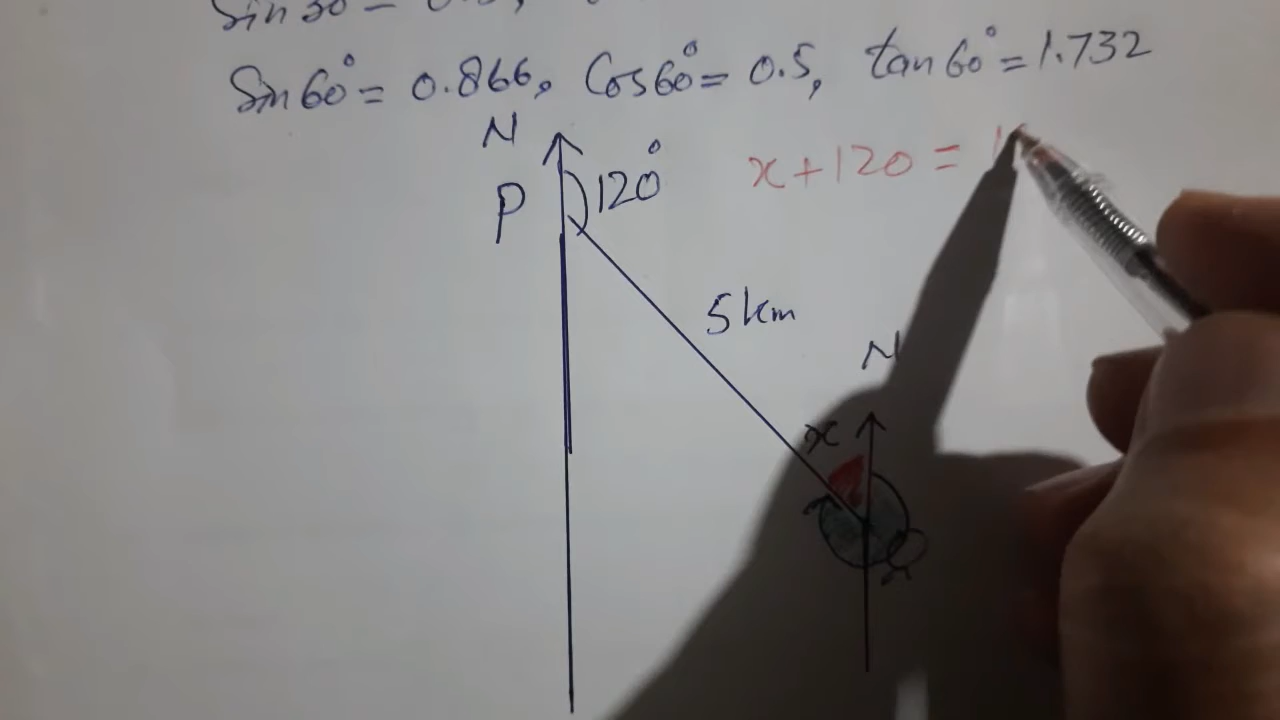 Sin 60° = 0.866, Cos 60° = 0.5, tan 60° = 1.732
N
P 120° x + 120 =
5 km
N
x
Q